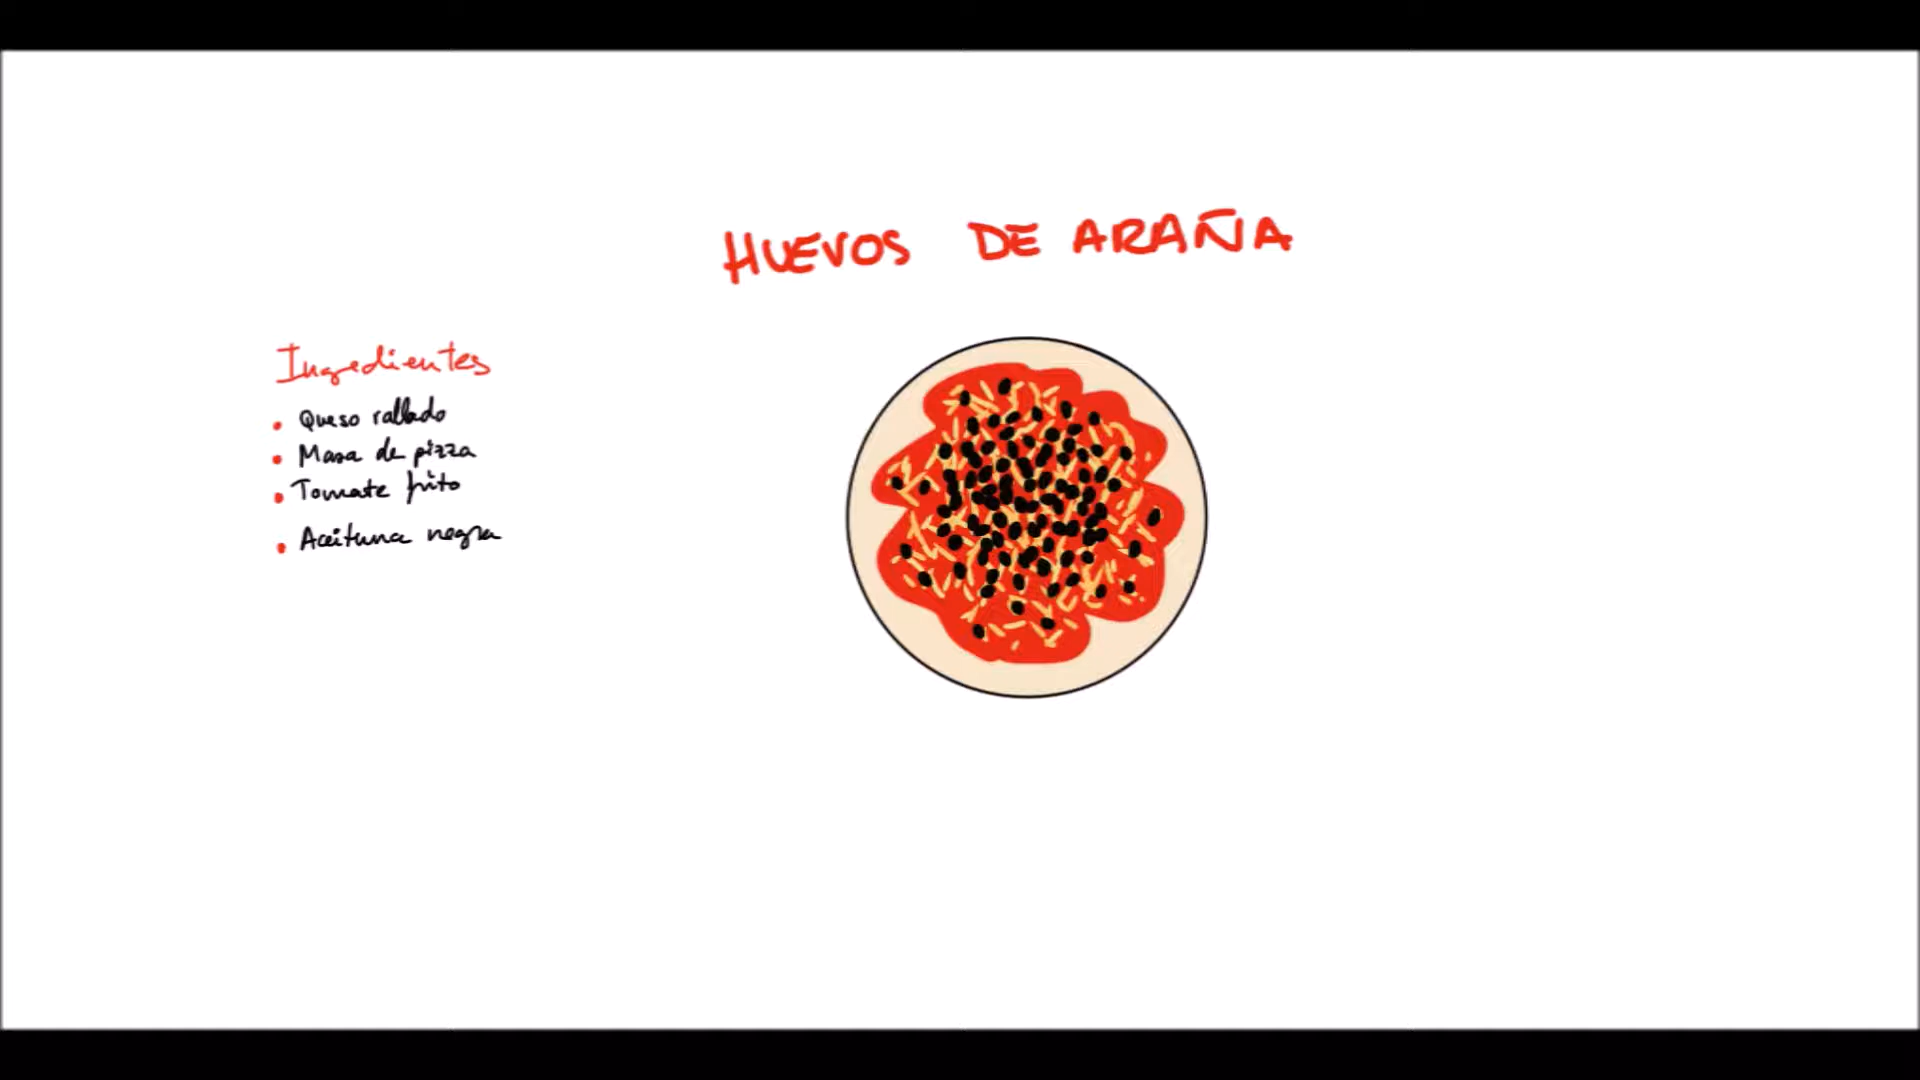 HUEVOS DE ARAÑA
Ingredientes
Queso rallado
Masa de pizza
Tomate frito
Aceituna negra